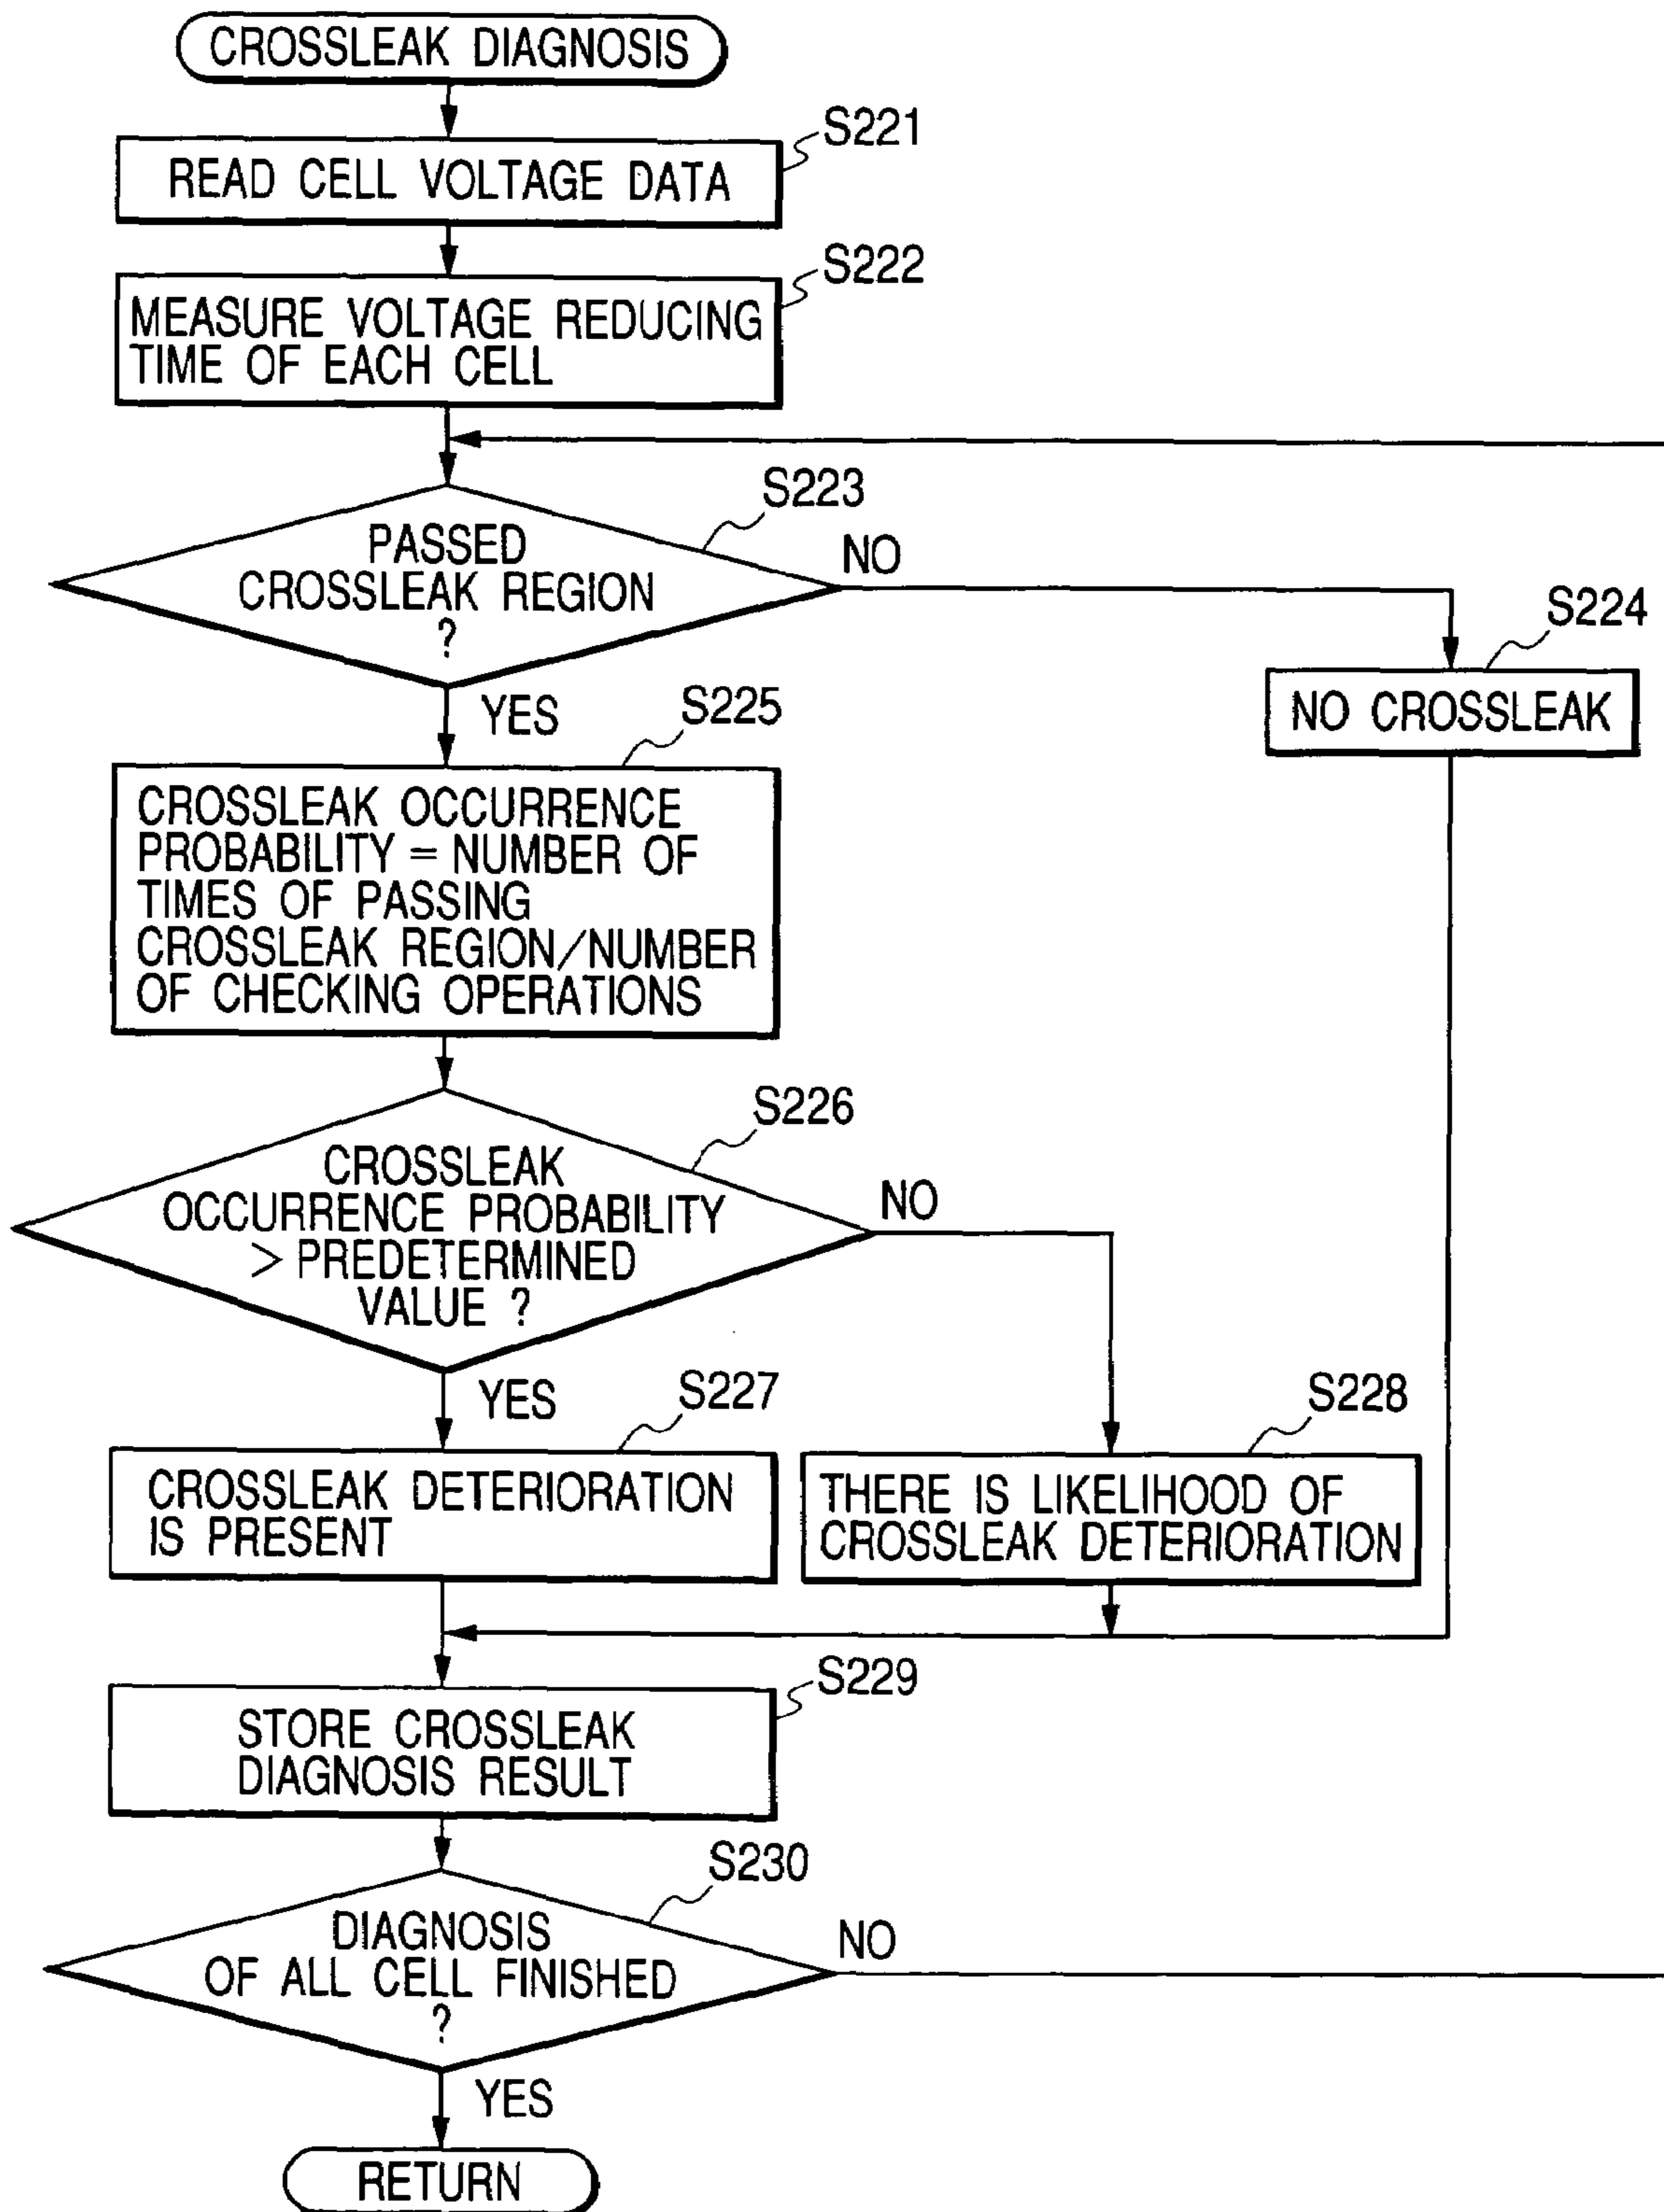 CROSSLEAK DIAGNOSIS
S221
READ CELL VOLTAGE DATA
S222
MEASURE VOLTAGE REDUCING
TIME OF EACH CELL
S223
PASSED
CROSSLEAK REGION
?
NO
S224
NO CROSSLEAK
YES
S225
CROSSLEAK OCCURRENCE
PROBABILITY = NUMBER OF
TIMES OF PASSING
CROSSLEAK REGION/NUMBER
OF CHECKING OPERATIONS
S226
CROSSLEAK
OCCURRENCE PROBABILITY
> PREDETERMINED
VALUE ?
NO
YES
S227
CROSSLEAK DETERIORATION
IS PRESENT
S228
THERE IS LIKELIHOOD OF
CROSSLEAK DETERIORATION
S229
STORE CROSSLEAK
DIAGNOSIS RESULT
S230
DIAGNOSIS
OF ALL CELL FINISHED
?
NO
YES
RETURN